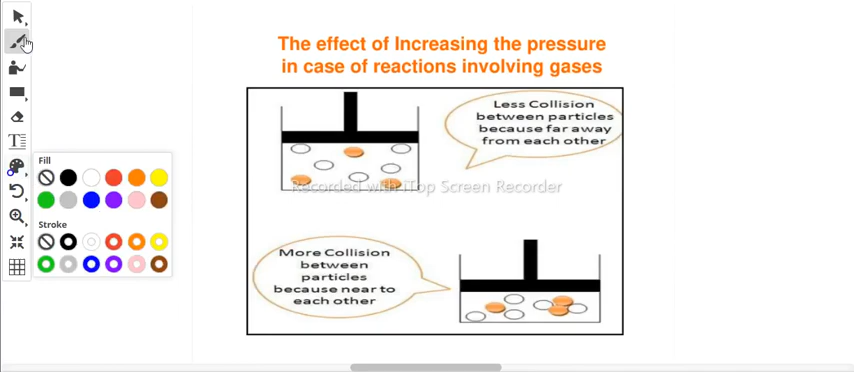 The effect of Increasing the pressure
in case of reactions involving gases
Less Collision
between particles
because far away
from each other
Fill
Recorded with iTop Screen Recorder
Stroke
More Collision
between
particles
because near to
each other